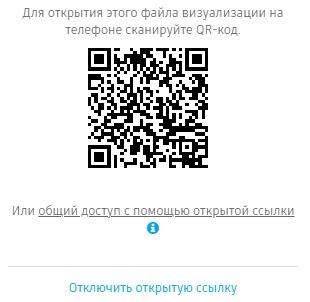 Для открытия этого файла визуализации на
телефоне сканируйте QR-код.
Или общий доступ с помощью открытой ссылки
Отключить открытую ссылку